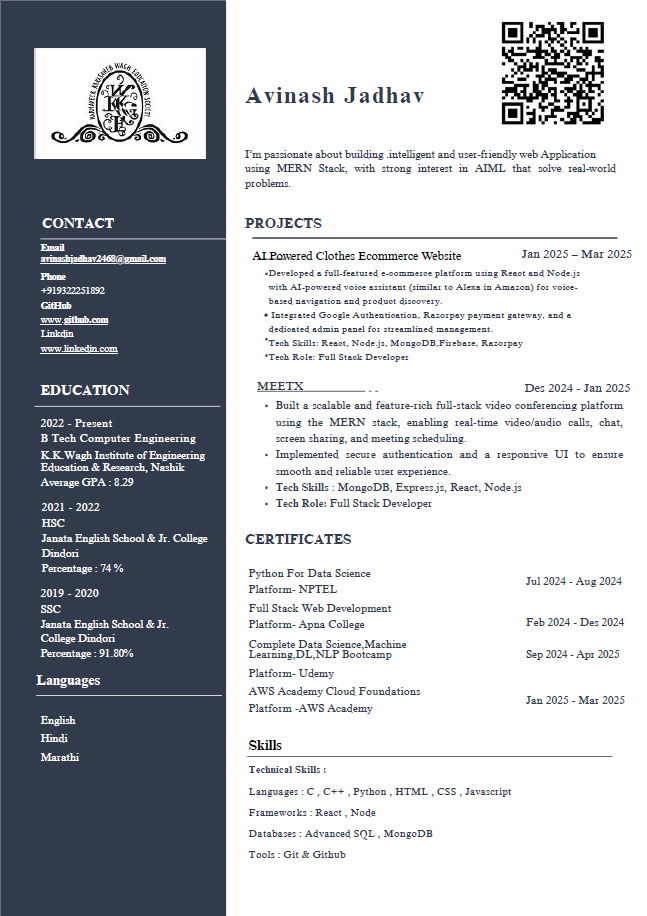 KARMAVEER KAKASAHEB WAGH EDUCATION SOCIETY
Avinash Jadhav
I'm passionate about building .intelligent and user-friendly web Application
using MERN Stack, with strong interest in AIML that solve real-world
problems.
CONTACT
Email
avinashjadhav2468@gmail.com
Phone
+919322251892
GitHub
www.github.com
Linkdin
www.linkedin.com
EDUCATION
2022 - Present
B Tech Computer Engineering
K.K.Wagh Institute of Engineering
Education & Research, Nashik
Average GPA : 8.29
2021 - 2022
HSC
Janata English School & Jr. College
Dindori
Percentage : 74 %
2019 - 2020
SSC
Janata English School & Jr.
College Dindori
Percentage : 91.80%
Languages
English
Hindi
Marathi
PROJECTS
AI.Powered Clothes Ecommerce Website Jan 2025 – Mar 2025
•Developed a full-featured e-commerce platform using React and Node.js
with AI-powered voice assistant (similar to Alexa in Amazon) for voice-
based navigation and product discovery.
• Integrated Google Authentication, Razorpay payment gateway, and a
dedicated admin panel for streamlined management.
•Tech Skills: React, Node.js, MongoDB,Firebase, Razorpay
•Tech Role: Full Stack Developer
MEETX Des 2024 - Jan 2025
• Built a scalable and feature-rich full-stack video conferencing platform
using the MERN stack, enabling real-time video/audio calls, chat,
screen sharing, and meeting scheduling.
• Implemented secure authentication and a responsive UI to ensure
smooth and reliable user experience.
• Tech Skills : MongoDB, Express.js, React, Node.js
• Tech Role: Full Stack Developer
CERTIFICATES
Python For Data Science
Platform- NPTEL Jul 2024 - Aug 2024
Full Stack Web Development
Platform- Apna College Feb 2024 - Des 2024
Complete Data Science,Machine
Learning,DL,NLP Bootcamp Sep 2024 - Apr 2025
Platform- Udemy
AWS Academy Cloud Foundations
Platform -AWS Academy Jan 2025 - Mar 2025
Skills
Technical Skills :
Languages : C , C++ , Python , HTML , CSS , Javascript
Frameworks : React , Node
Databases : Advanced SQL , MongoDB
Tools : Git & Github